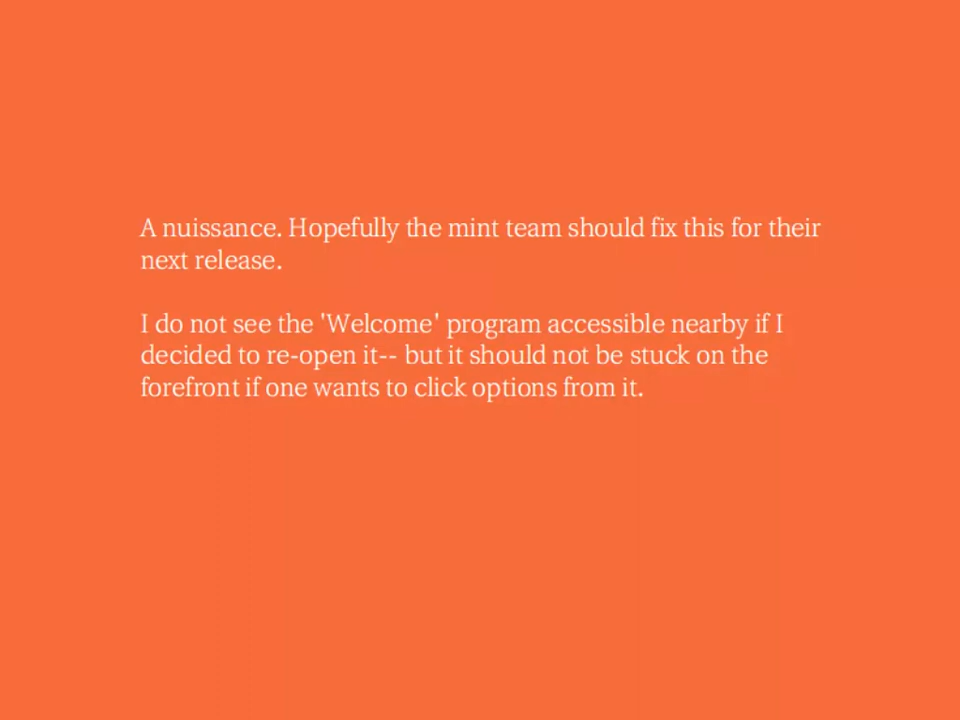 A nuissance. Hopefully the mint team should fix this for their
next release.
I do not see the 'Welcome' program accessible nearby if I
decided to re-open it-- but it should not be stuck on the
forefront if one wants to click options from it.